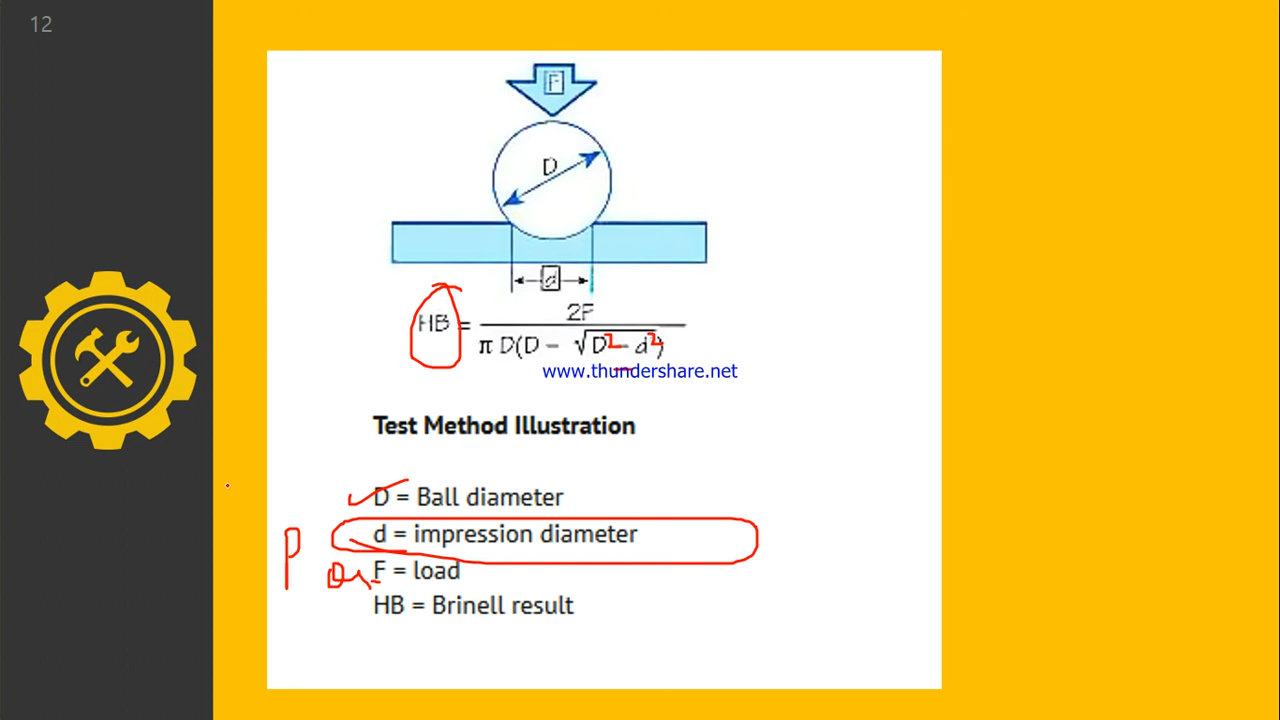 12
F
D
d
HB = 2F
π D(D - √D² - d²)
www.thundershare.net
Test Method Illustration
D = Ball diameter
d = impression diameter
P or F = load
HB = Brinell result